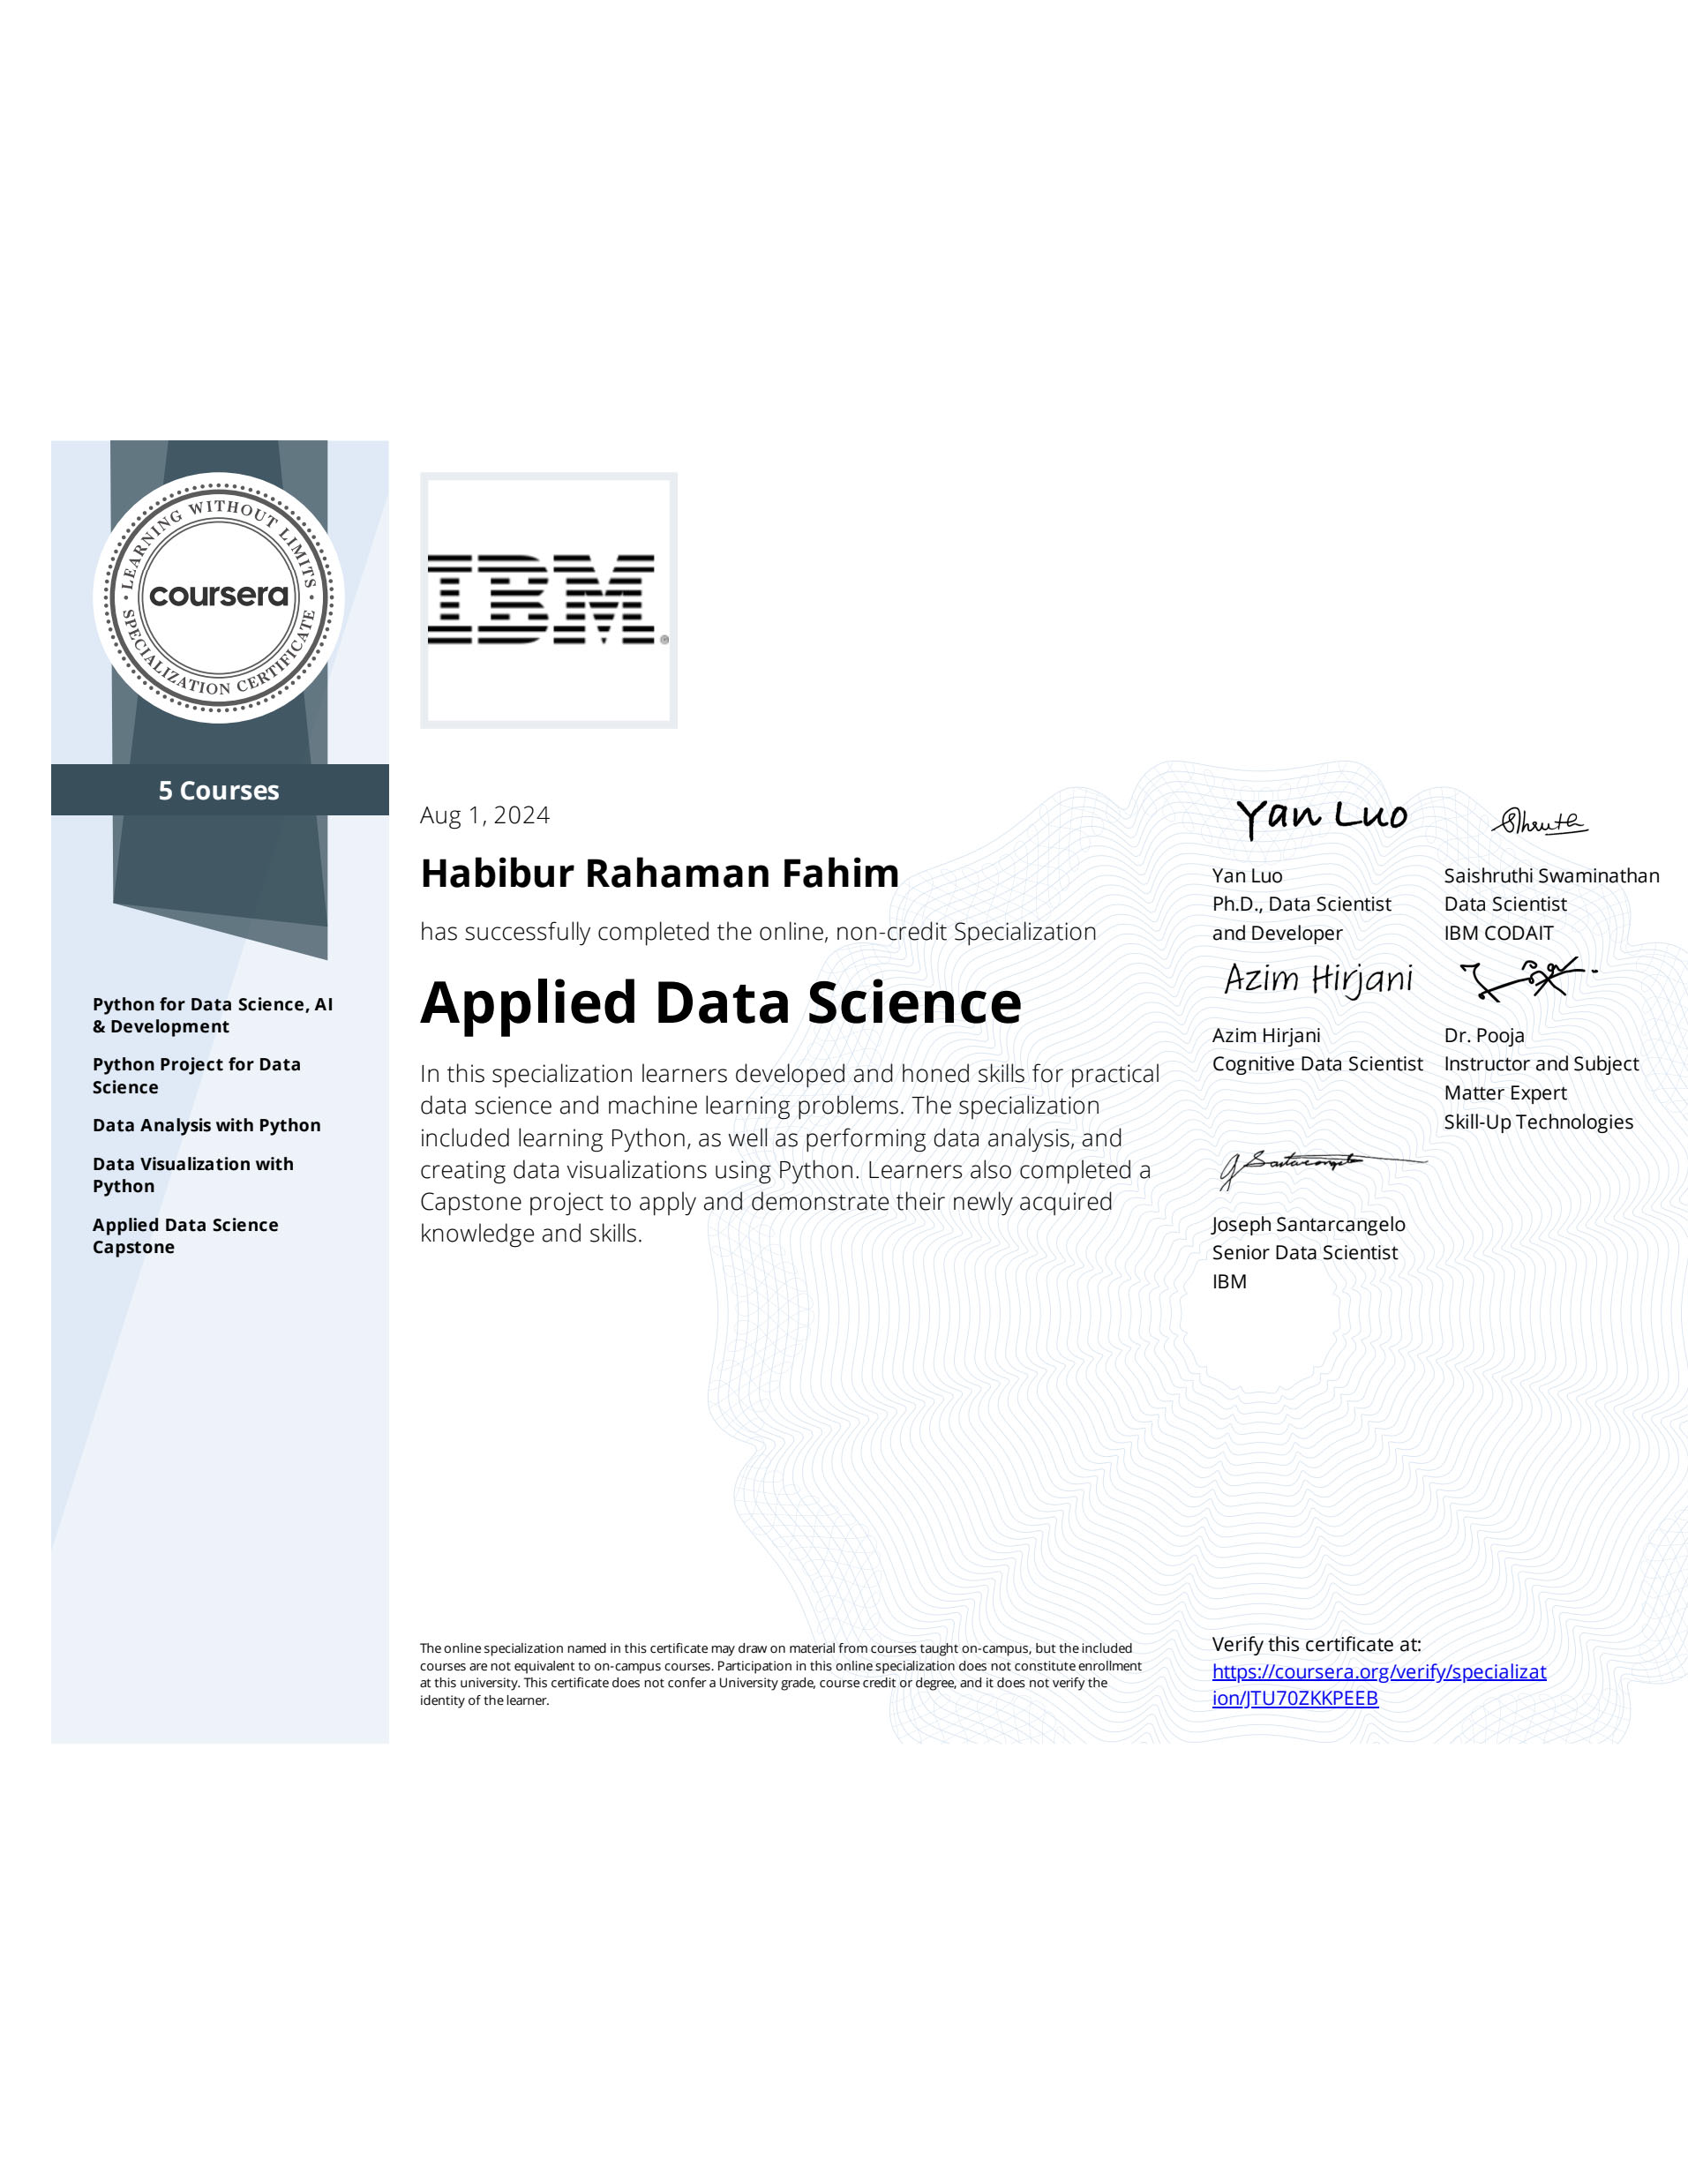 LEARNING WITHOUT LIMITS
coursera
SPECIALIZATION CERTIFICATE
5 Courses
Python for Data Science, AI
& Development
Python Project for Data
Science
Data Analysis with Python
Data Visualization with
Python
Applied Data Science
Capstone
IBM
Aug 1, 2024
Habibur Rahaman Fahim
has successfully completed the online, non-credit Specialization
Applied Data Science
In this specialization learners developed and honed skills for practical
data science and machine learning problems. The specialization
included learning Python, as well as performing data analysis, and
creating data visualizations using Python. Learners also completed a
Capstone project to apply and demonstrate their newly acquired
knowledge and skills.
The online specialization named in this certificate may draw on material from courses taught on-campus, but the included
courses are not equivalent to on-campus courses. Participation in this online specialization does not constitute enrollment
at this university. This certificate does not confer a University grade, course credit or degree, and it does not verify the
identity of the learner.
Yan Luo
Yan Luo
Ph.D., Data Scientist
and Developer
Saishruthi Swaminathan
Data Scientist
IBM CODAIT
Azim Hirjani
Azim Hirjani
Cognitive Data Scientist
Dr. Pooja
Instructor and Subject
Matter Expert
Skill-Up Technologies
Joseph Santarcangelo
Senior Data Scientist
IBM
Verify this certificate at:
https://coursera.org/verify/specializat
ion/JTU70ZKKPEEB